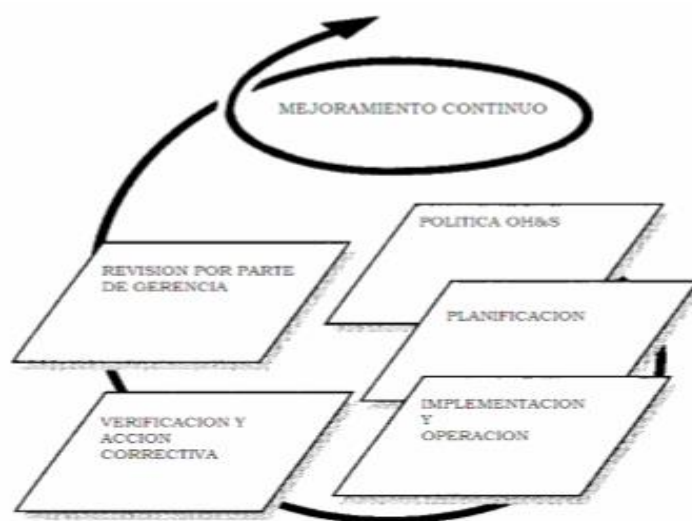 MEJORAMIENTO CONTINUO
POLITICA OH&S
REVISION POR PARTE
DE GERENCIA
PLANIFICACION
IMPLEMENTACION
Y
OPERACION
VERIFICACION Y
ACCION
CORRECTIVA